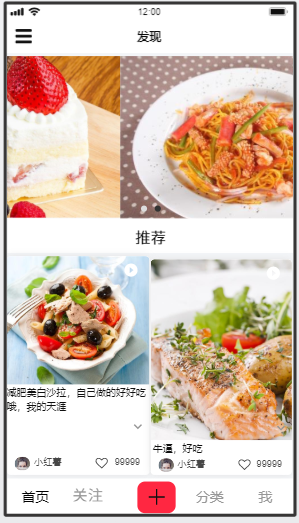 12:00
发现
推荐
减肥美白沙拉，自己做的好好吃
哦，我的天涯
小红薯 99999
牛逼，好吃
小红薯 99999
首页 关注 分类 我